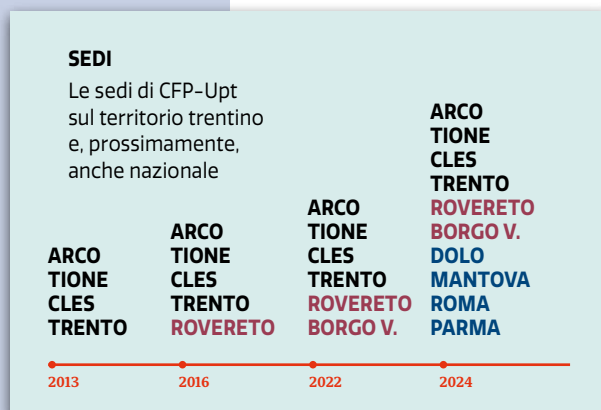 SEDI
Le sedi di CFP-Upt
sul territorio trentino
e, prossimamente,
anche nazionale
ARCO
TIONE
CLES
TRENTO
ARCO
TIONE
CLES
TRENTO
ROVERETO
ARCO
TIONE
CLES
TRENTO
ROVERETO
BORGO V.
ARCO
TIONE
CLES
TRENTO
ROVERETO
BORGO V.
DOLO
MANTOVA
ROMA
PARMA
2013
2016
2022
2024